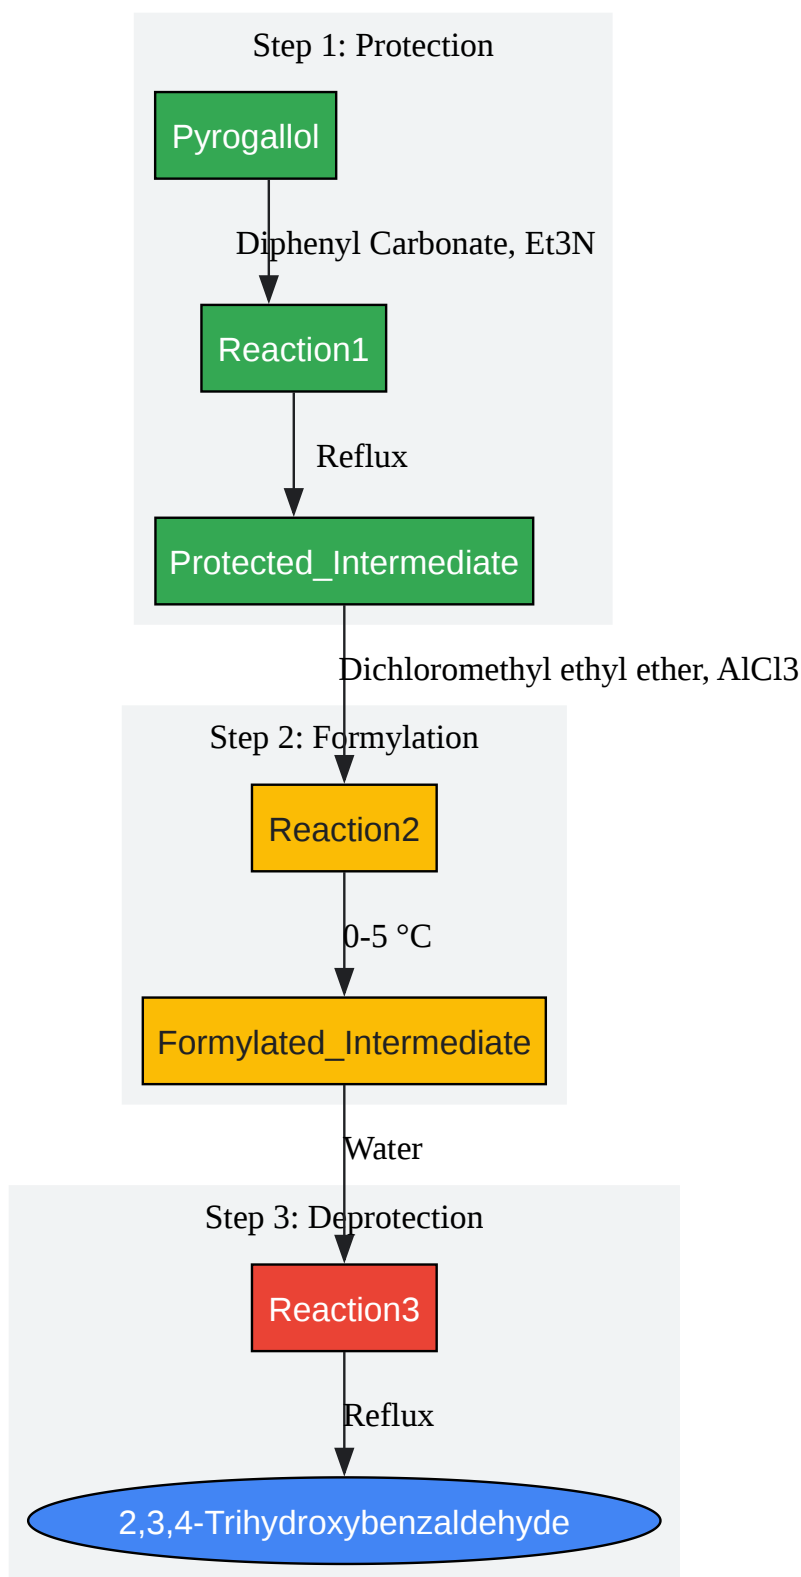 Step 1: Protection
Pyrogallol
Diphenyl Carbonate, Et3N
Reaction1
Reflux
Protected_Intermediate
Dichloromethyl ethyl ether, AlCl3
Step 2: Formylation
Reaction2
0-5 °C
Formylated_Intermediate
Water
Step 3: Deprotection
Reaction3
Reflux
2,3,4-Trihydroxybenzaldehyde